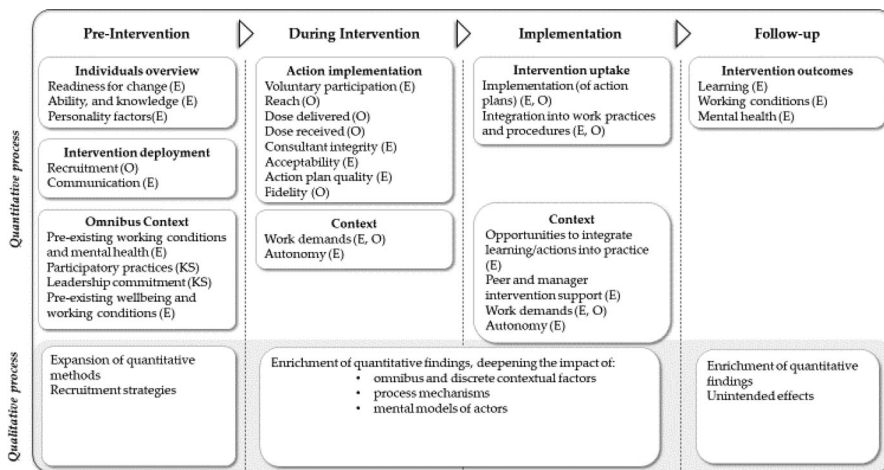 Pre-Intervention
During Intervention
Implementation
Follow-up
Quantitative process
Individuals overview
Readiness for change (E)
Ability, and knowledge (E)
Personality factors(E)
Intervention deployment
Recruitment (O)
Communication (E)
Omnibus Context
Pre-existing working conditions
and mental health (E)
Participatory practices (KS)
Leadership commitment (KS)
Pre-existing wellbeing and
working conditions (E)
Action implementation
Voluntary participation (E)
Reach (O)
Dose delivered (O)
Dose received (O)
Consultant integrity (E)
Acceptability (E)
Action plan quality (E)
Fidelity (O)
Context
Work demands (E, O)
Autonomy (E)
Intervention uptake
Implementation (of action
plans) (E, O)
Integration into work practices
and procedures (E, O)
Context
Opportunities to integrate
learning/actions into practice
(E)
Peer and manager
intervention support (E)
Work demands (E, O)
Autonomy (E)
Intervention outcomes
Learning (E)
Working conditions (E)
Mental health (E)
Qualitative process
Expansion of quantitative
methods
Recruitment strategies
Enrichment of quantitative findings, deepening the impact of:
• omnibus and discrete contextual factors
• process mechanisms
• mental models of actors
Enrichment of quantitative
findings
Unintended effects